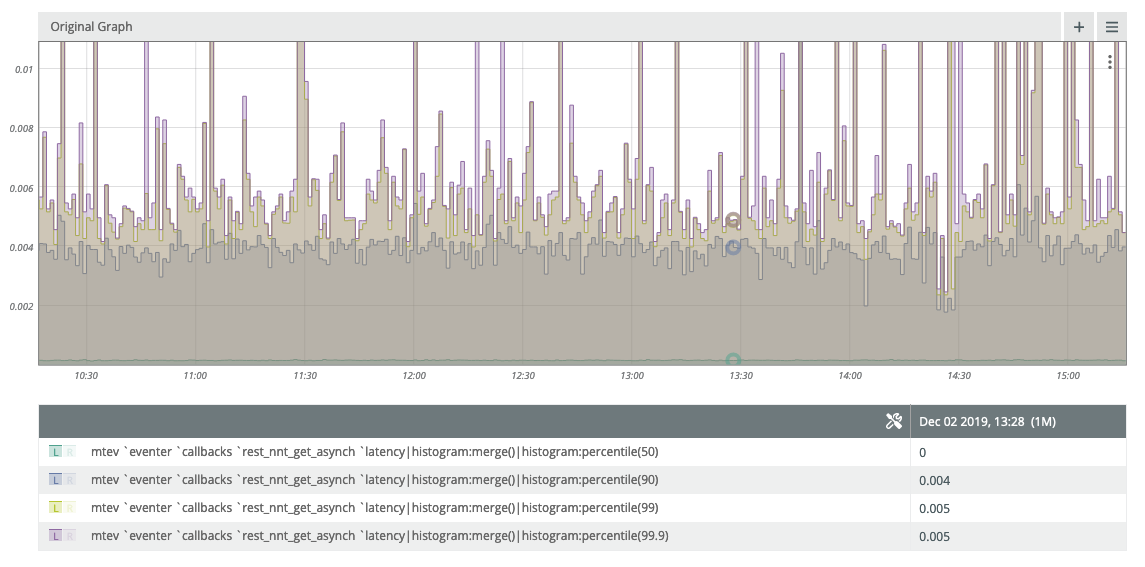 Original Graph
+
0.01
0.008
0.006
0.004
0.002
10:30 11:00 11:30 12:00 12:30 13:00 13:30 14:00 14:30 15:00
Dec 02 2019, 13:28 (1M)
L R mtev `eventer `callbacks `rest_nnt_get_asynch `latency|histogram:merge()|histogram:percentile(50) 0
L R mtev `eventer `callbacks `rest_nnt_get_asynch `latency|histogram:merge()|histogram:percentile(90) 0.004
L R mtev `eventer `callbacks `rest_nnt_get_asynch `latency|histogram:merge()|histogram:percentile(99) 0.005
L R mtev `eventer `callbacks `rest_nnt_get_asynch `latency|histogram:merge()|histogram:percentile(99.9) 0.005